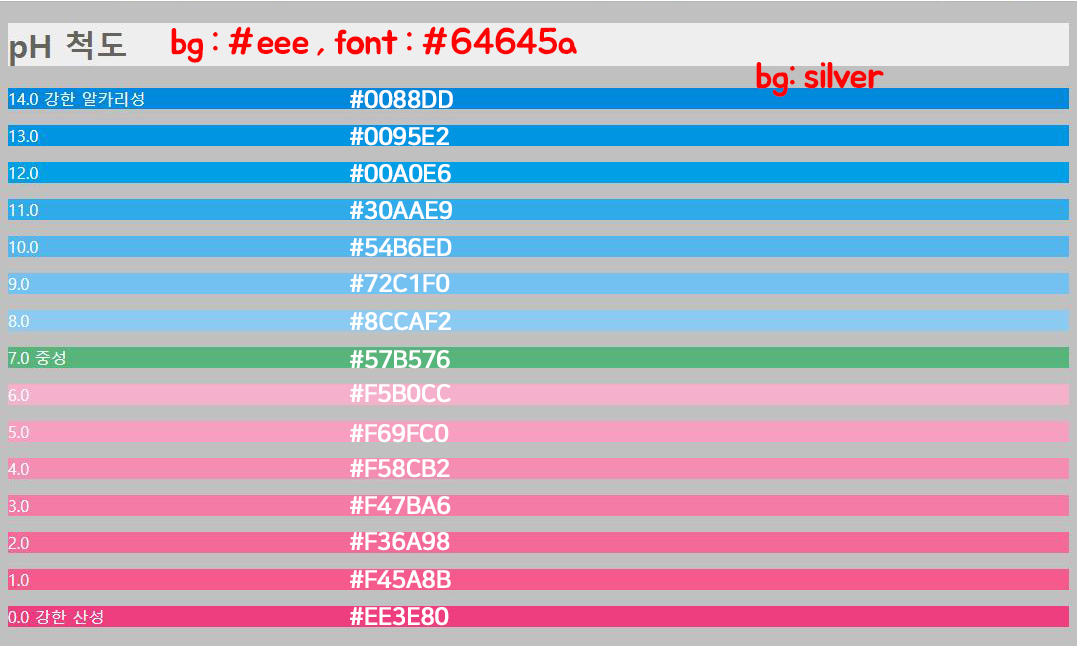 pH 척도 bg : #eee , font : #64645a
bg: silver
14.0 강한 알카리성 #0088DD
13.0 #0095E2
12.0 #00A0E6
11.0 #30AAE9
10.0 #54B6ED
9.0 #72C1F0
8.0 #8CCAF2
7.0 중성 #57B576
6.0 #F5B0CC
5.0 #F69FC0
4.0 #F58CB2
3.0 #F47BA6
2.0 #F36A98
1.0 #F45A8B
0.0 강한 산성 #EE3E80